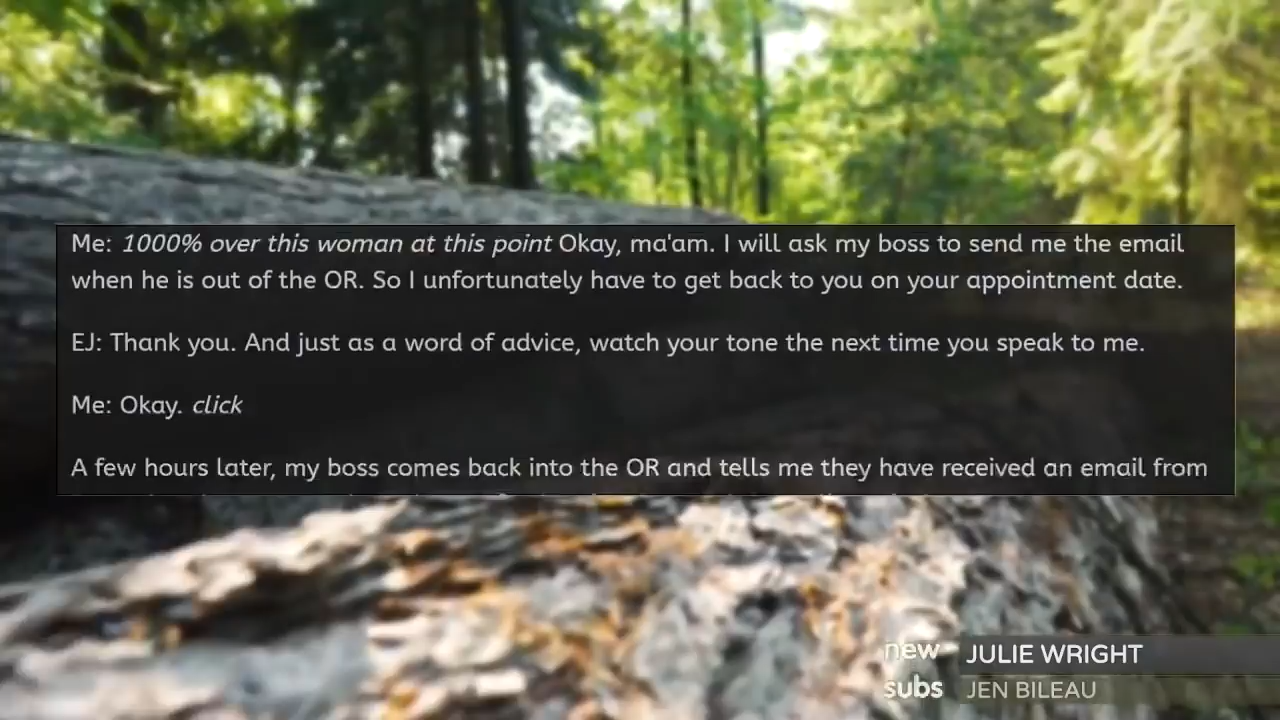 Me: 1000% over this woman at this point Okay, ma'am. I will ask my boss to send me the email
when he is out of the OR. So I unfortunately have to get back to you on your appointment date.
EJ: Thank you. And just as a word of advice, watch your tone the next time you speak to me.
Me: Okay. click
A few hours later, my boss comes back into the OR and tells me they have received an email from
new JULIE WRIGHT
subs JEN BILEAU